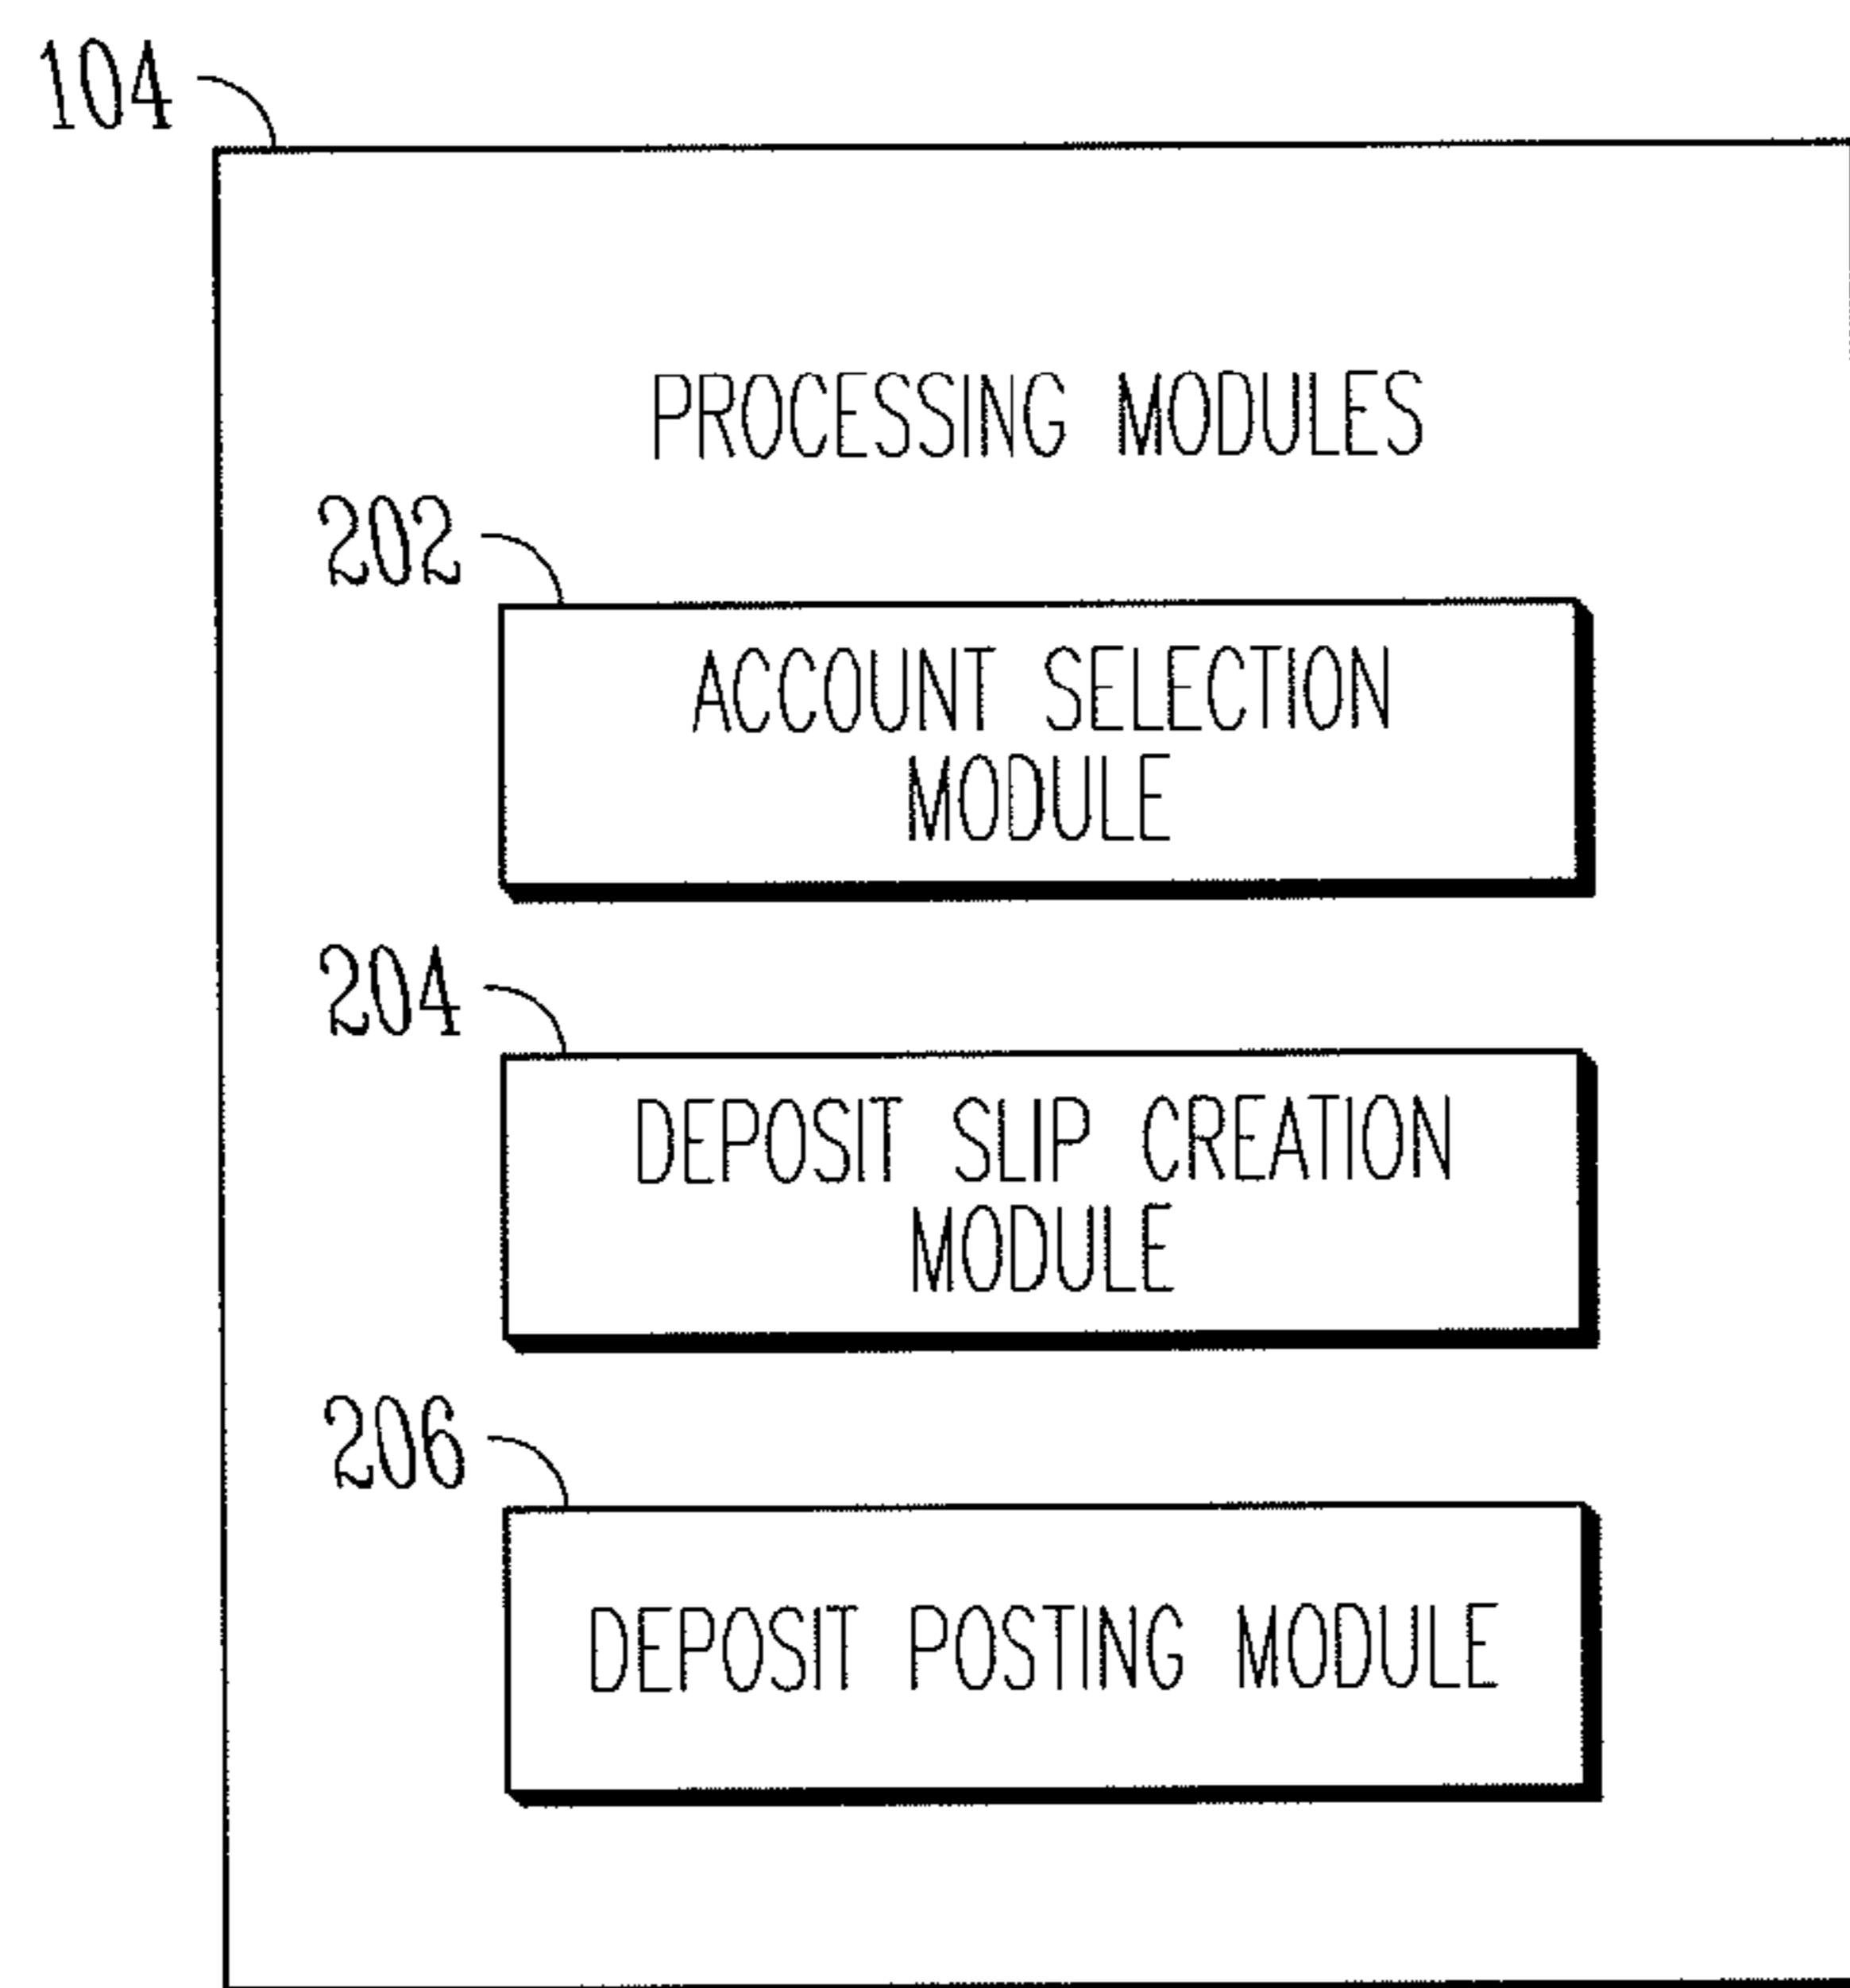 104
PROCESSING MODULES
202
ACCOUNT SELECTION
MODULE
204
DEPOSIT SLIP CREATION
MODULE
206
DEPOSIT POSTING MODULE